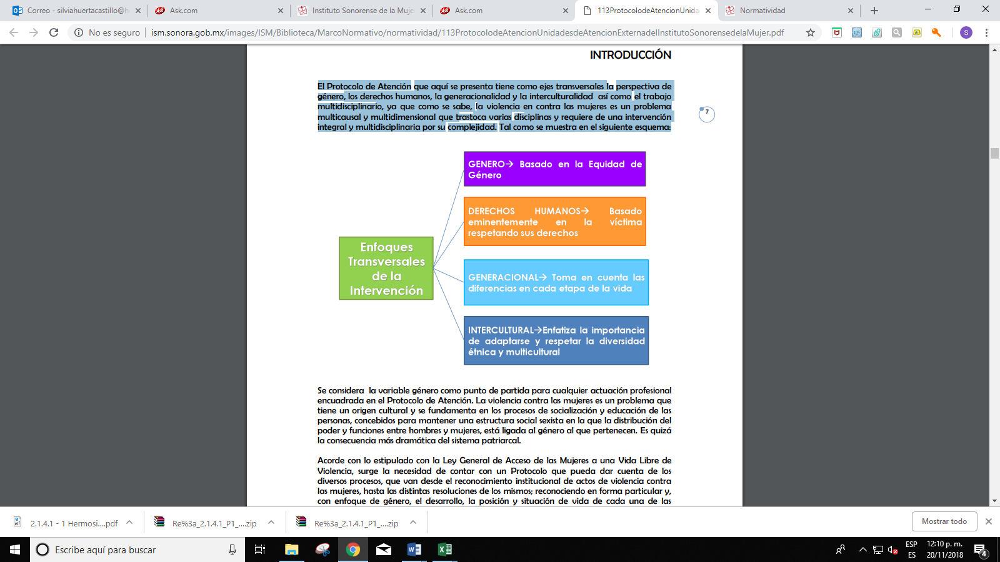 Correo - silviahuertacastillo@h
Ask.com
Instituto Sonorense de la Muje
Ask.com
113ProtocolodeAtencionUnida
Normatividad
No es seguro
ism.sonora.gob.mx/images/ISM/Biblioteca/MarcoNormativo/normatividad/113ProtocolodeAtencionUnidadesdeAtencionExternadelInstitutoSonorensedelaMujer.pdf
S
INTRODUCCIÓN
El Protocolo de Atención que aquí se presenta tiene como ejes transversales la perspectiva de
género, los derechos humanos, la generacionalidad y la interculturalidad así como el trabajo
multidisciplinario, ya que como se sabe, la violencia en contra las mujeres es un problema
multicausal y multidimensional que trastoca varias disciplinas y requiere de una intervención
integral y multidisciplinaria por su complejidad. Tal como se muestra en el siguiente esquema:
7
GENERO→ Basado en la Equidad de
Género
DERECHOS HUMANOS→ Basado
eminentemente en la víctima
respetando sus derechos
Enfoques
Transversales
de la
Intervención
GENERACIONAL→ Toma en cuenta las
diferencias en cada etapa de la vida
INTERCULTURAL→Enfatiza la importancia
de adaptarse y respetar la diversidad
étnica y multicultural
Se considera la variable género como punto de partida para cualquier actuación profesional
encuadrada en el Protocolo de Atención. La violencia contra las mujeres es un problema que
tiene un origen cultural y se fundamenta en los procesos de socialización y educación de las
personas, concebidos para mantener una estructura social sexista en la que la distribución del
poder y funciones entre hombres y mujeres, está ligada al género al que pertenecen. Es quizá
la consecuencia más dramática del sistema patriarcal.
Acorde con lo estipulado con la Ley General de Acceso de las Mujeres a una Vida Libre de
Violencia, surge la necesidad de contar con un Protocolo que pueda dar cuenta de los
diversos procesos, que van desde el reconocimiento institucional de actos de violencia contra
las mujeres, hasta las distintas resoluciones de los mismos; reconociendo en forma particular y,
con enfoque de género, el desarrollo, la posición y situación de vida de cada una de las
2.1.4.1 - 1 Hermosi....pdf
Re%3a_2.1.4.1_P1_....zip
Re%3a_2.1.4.1_P1_....zip
Mostrar todo
Escribe aquí para buscar
ESP
ES
12:10 p. m.
20/11/2018
4